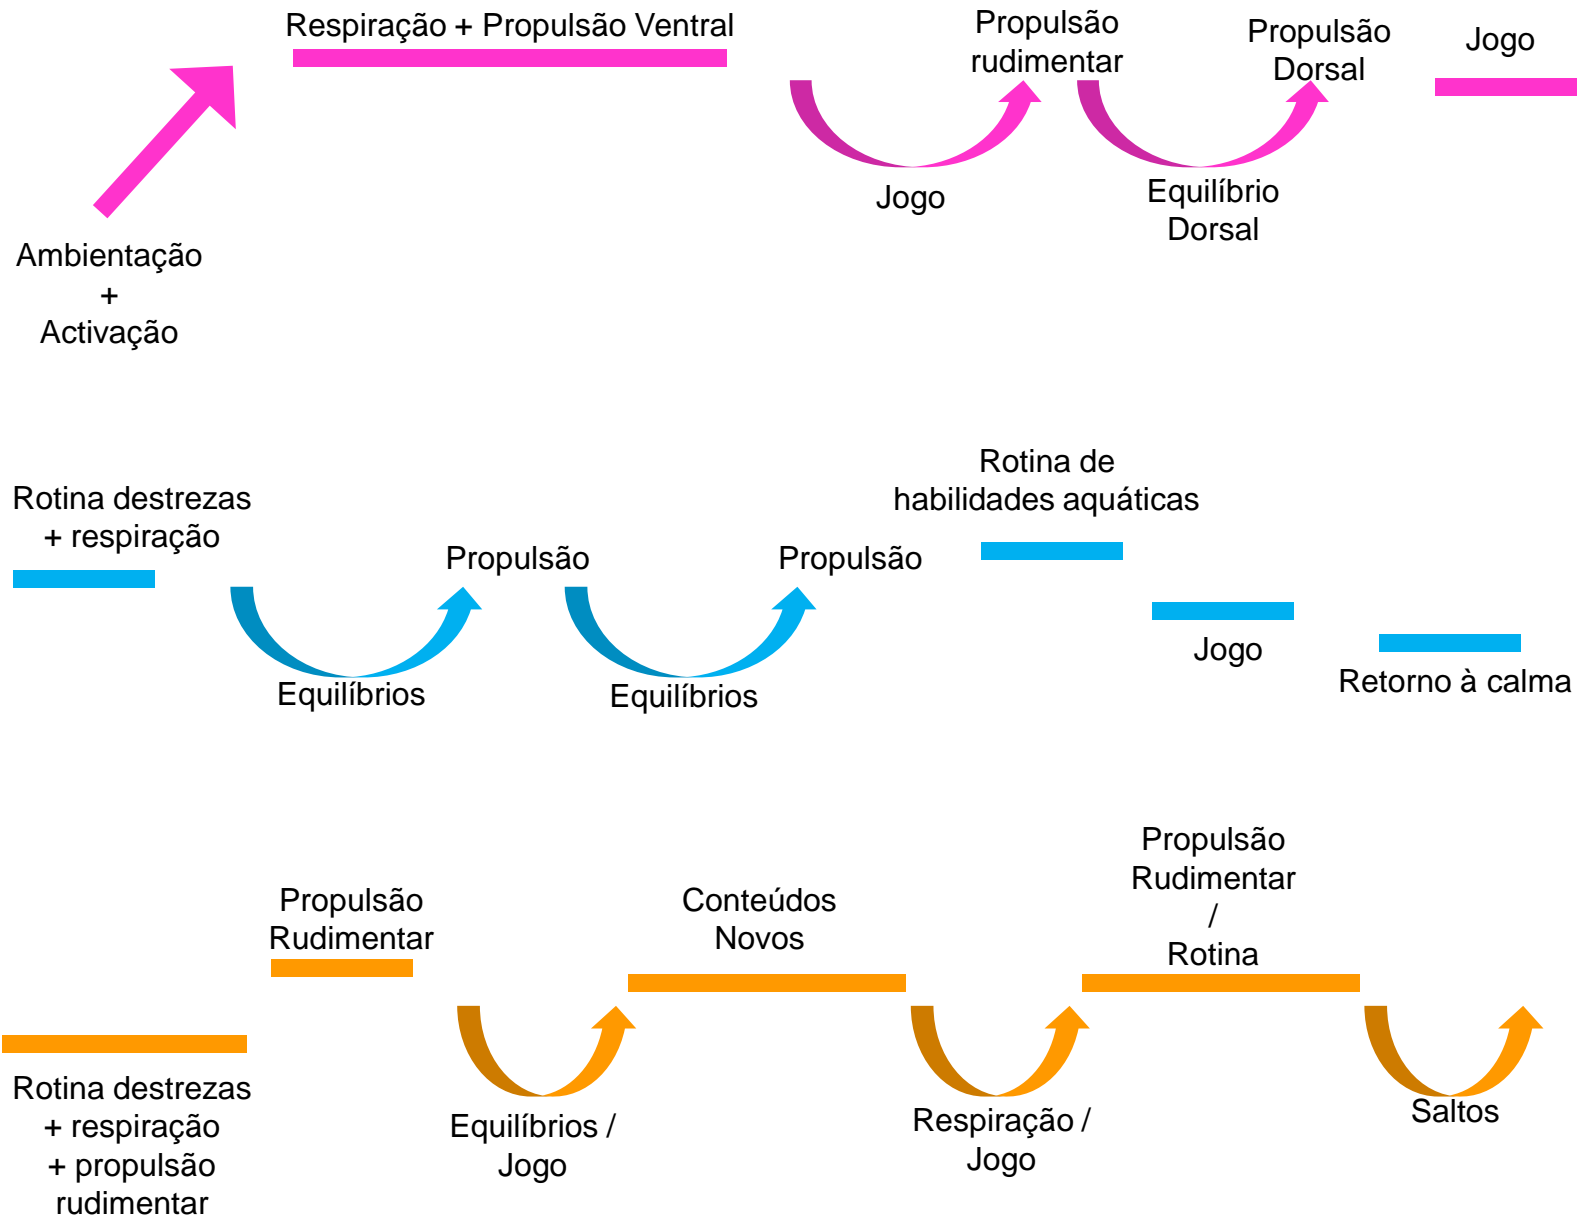 Respiração + Propulsão Ventral
Propulsão
rudimentar
Propulsão
Dorsal
Jogo
Jogo
Equilíbrio
Dorsal
Ambientação
+
Activação
Rotina destrezas
+ respiração
Equilíbrios
Propulsão
Equilíbrios
Propulsão
Rotina de
habilidades aquáticas
Jogo
Retorno à calma
Rotina destrezas
+ respiração
+ propulsão
rudimentar
Propulsão
Rudimentar
Equilíbrios /
Jogo
Conteúdos
Novos
Respiração /
Jogo
Propulsão
Rudimentar
/
Rotina
Saltos